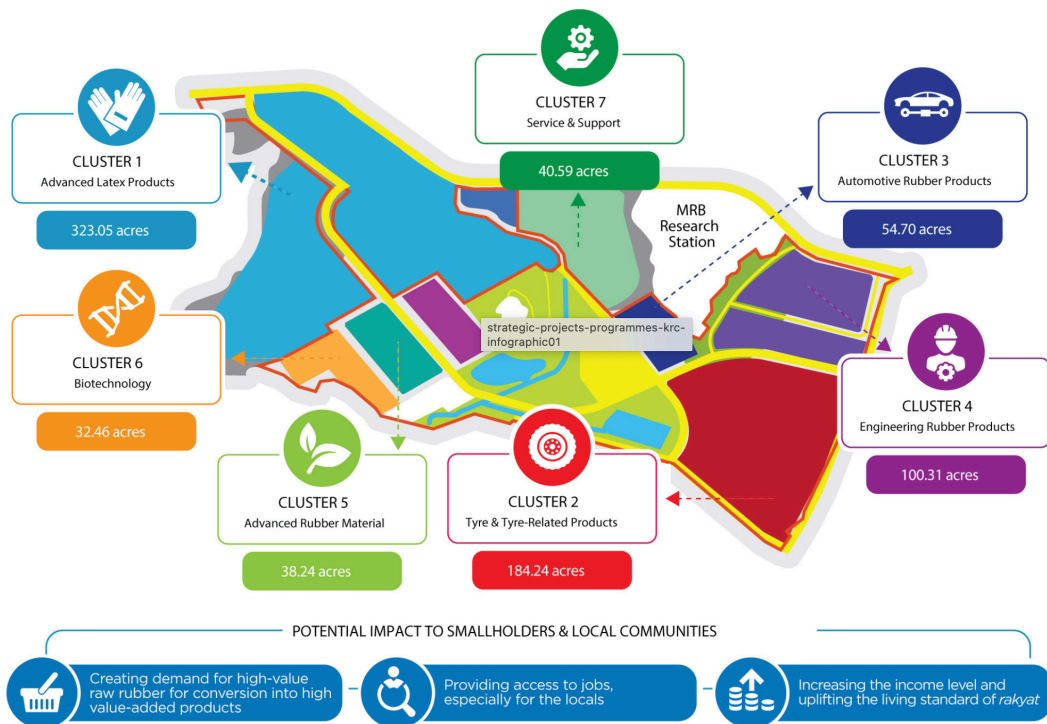 CLUSTER 7
Service & Support
40.59 acres
CLUSTER 1
Advanced Latex Products
323.05 acres
CLUSTER 3
Automotive Rubber Products
54.70 acres
MRB
Research
Station
strategic-projects-programmes-krc-
infographic01
CLUSTER 6
Biotechnology
32.46 acres
CLUSTER 4
Engineering Rubber Products
100.31 acres
CLUSTER 5
Advanced Rubber Material
38.24 acres
CLUSTER 2
Tyre & Tyre-Related Products
184.24 acres
POTENTIAL IMPACT TO SMALLHOLDERS & LOCAL COMMUNITIES
Creating demand for high-value
raw rubber for conversion into high
value-added products
Providing access to jobs,
especially for the locals
Increasing the income level and
uplifting the living standard of rakyat